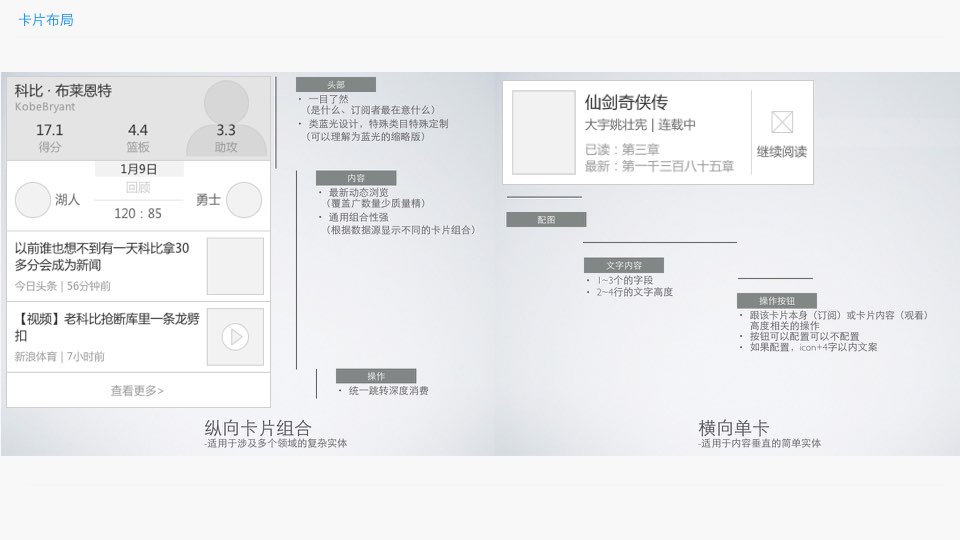 卡片布局
科比 · 布莱恩特
KobeBryant
17.1
4.4
3.3
得分
篮板
助攻
1月9日
回顾
湖人
勇士
120 : 85
以前谁也想不到有一天科比拿30
多分会成为新闻
今日头条 | 56分钟前
【视频】老科比抢断库里一条龙劈
扣
新浪体育 | 7小时前
查看更多>
头部
• 一目了然
（是什么、订阅者最在意什么）
• 类蓝光设计，特殊类目特殊定制
（可以理解为蓝光的缩略版）
内容
• 最新动态浏览
（覆盖广数量少质量精）
• 通用组合性强
（根据数据源显示不同的卡片组合）
操作
• 统一跳转深度消费
纵向卡片组合
-适用于涉及多个领域的复杂实体
仙剑奇侠传
大宇姚壮宪 | 连载中
已读：第三章
最新：第一千三百八十五章
继续阅读
配图
文字内容
• 1~3个的字段
• 2~4行的文字高度
操作按钮
• 跟该卡片本身（订阅）或卡片内容（观看）
高度相关的操作
• 按钮可以配置可以不配置
• 如果配置，icon+4字以内文案
横向单卡
-适用于内容垂直的简单实体